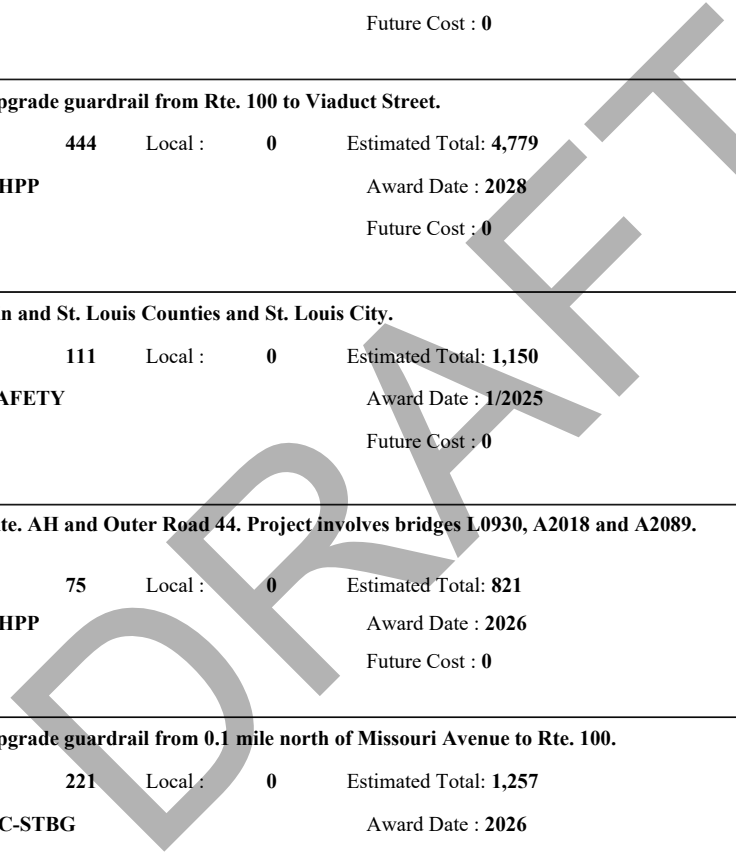 Future Cost : 0
pgrade guardrail from Rte. 100 to Viaduct Street.
444 Local : 0 Estimated Total: 4,779
HPP Award Date : 2028
Future Cost : 0
n and St. Louis Counties and St. Louis City.
111 Local : 0 Estimated Total: 1,150
AFETY Award Date : 1/2025
Future Cost : 0
te. AH and Outer Road 44. Project involves bridges L0930, A2018 and A2089.
75 Local : 0 Estimated Total: 821
HPP Award Date : 2026
Future Cost : 0
pgrade guardrail from 0.1 mile north of Missouri Avenue to Rte. 100.
221 Local : 0 Estimated Total: 1,257
C-STBG Award Date : 2026
DRAFT